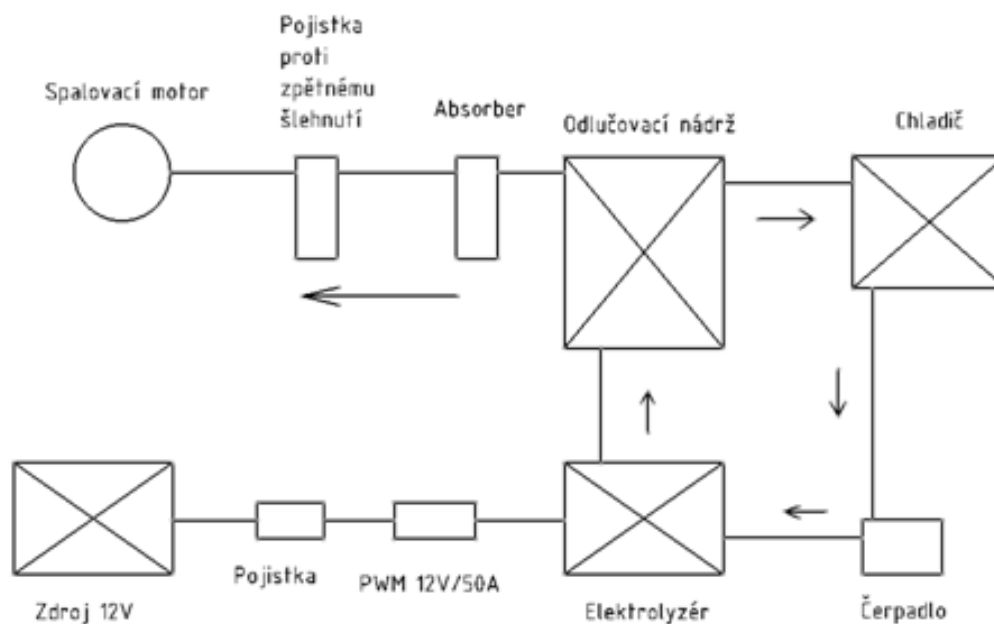 Pojistka
proti
zpětnému
šlehnutí
Spalovací motor
Absorber
Odlučovací nádrž
Chladič
Pojistka
PWM 12V/50A
Zdroj 12V
Elektrolyzér
Čerpadlo